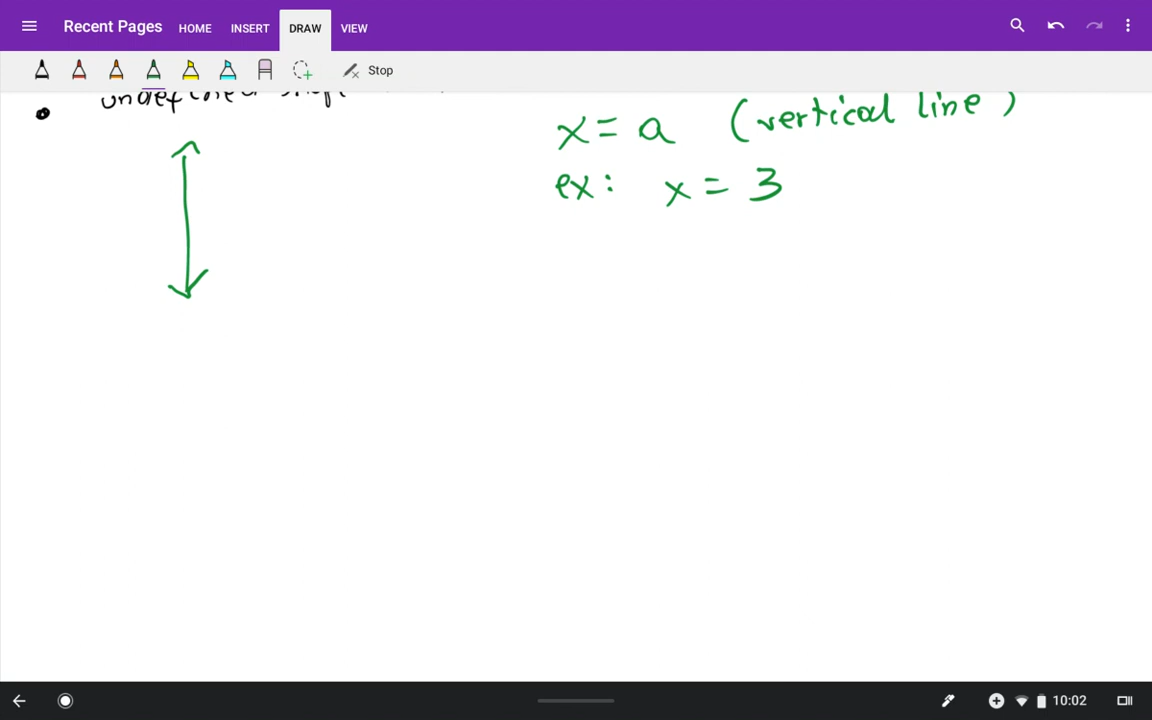 Recent Pages HOME INSERT DRAW VIEW
Stop
x = a (vertical line)
ex: x = 3
10:02